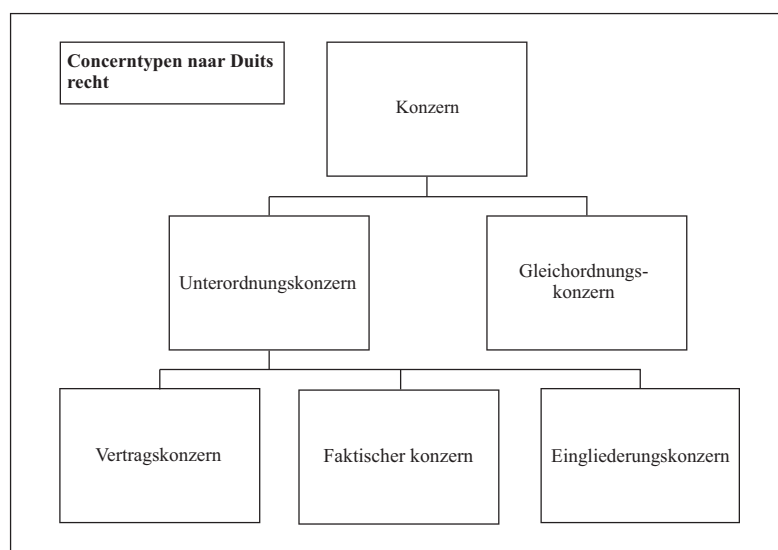 Concerntypen naar Duits
recht
Konzern
Unterordnungskonzern
Gleichordnungs-
konzern
Vertragskonzern
Faktischer konzern
Eingliederungskonzern